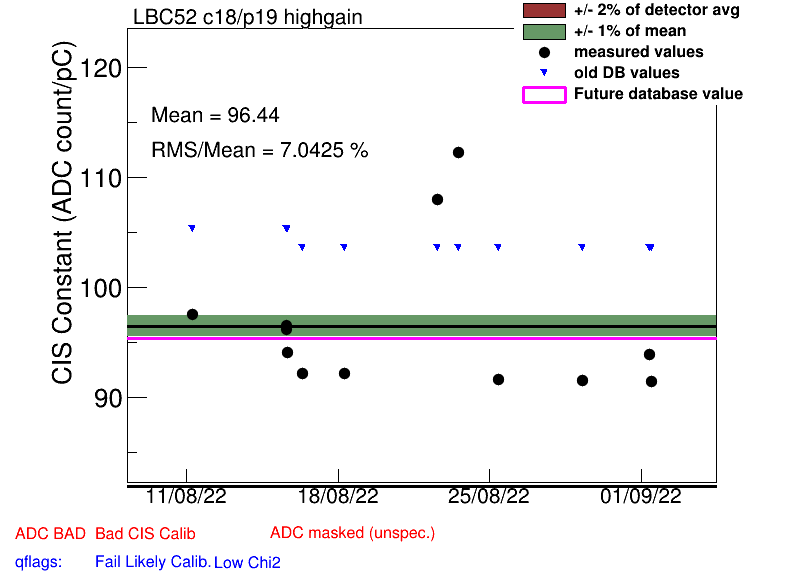 LBC52 c18/p19 highgain
+/- 2% of detector avg
+/- 1% of mean
measured values
old DB values
Future database value
Mean = 96.44
RMS/Mean = 7.0425 %
CIS Constant (ADC count/pC)
120
110
100
90
11/08/22 18/08/22 25/08/22 01/09/22
ADC BAD Bad CIS Calib ADC masked (unspec.)
qflags: Fail Likely Calib. Low Chi2